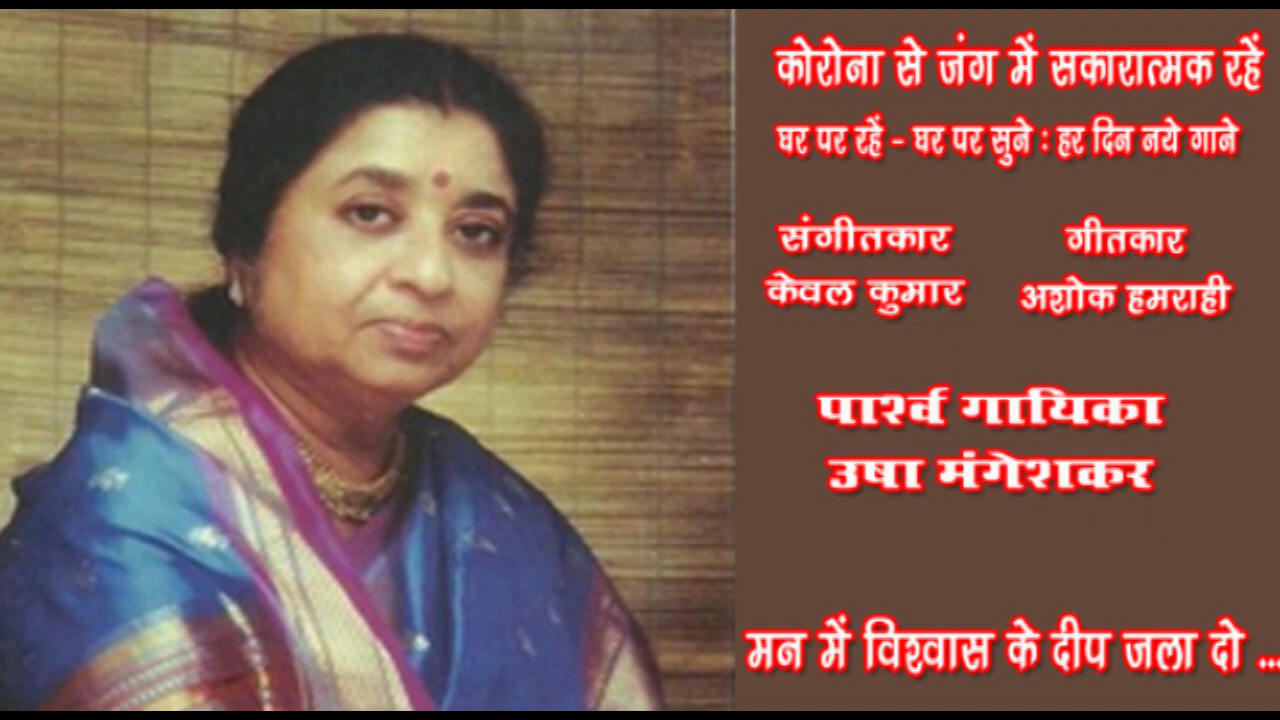 कोरोना से जंग में सकारात्मक रहें
घर पर रहें - घर पर सुने : हर दिन नये गाने
संगीतकार
केवल कुमार
गीतकार
अशोक हमराही
पार्श्व गायिका
उषा मंगेशकर
मन में विश्वास के दीप जला दो ...